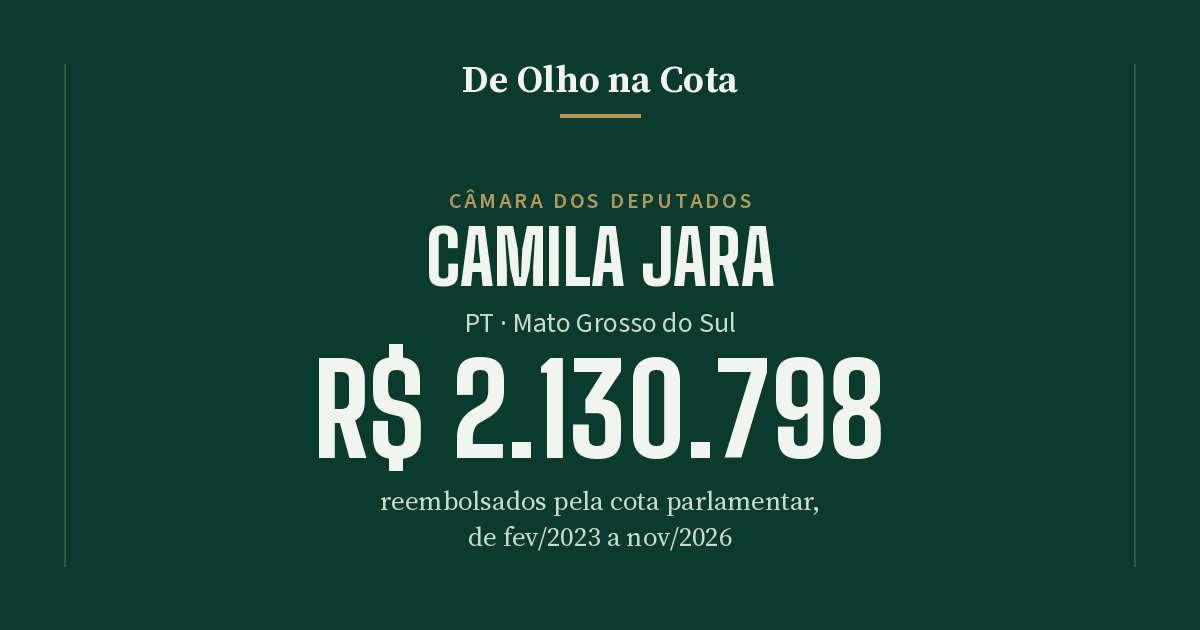 De Olho na Cota
CÂMARA DOS DEPUTADOS
CAMILA JARA
PT · Mato Grosso do Sul
R$ 2.130.798
reembolsados pela cota parlamentar,
de fev/2023 a nov/2026